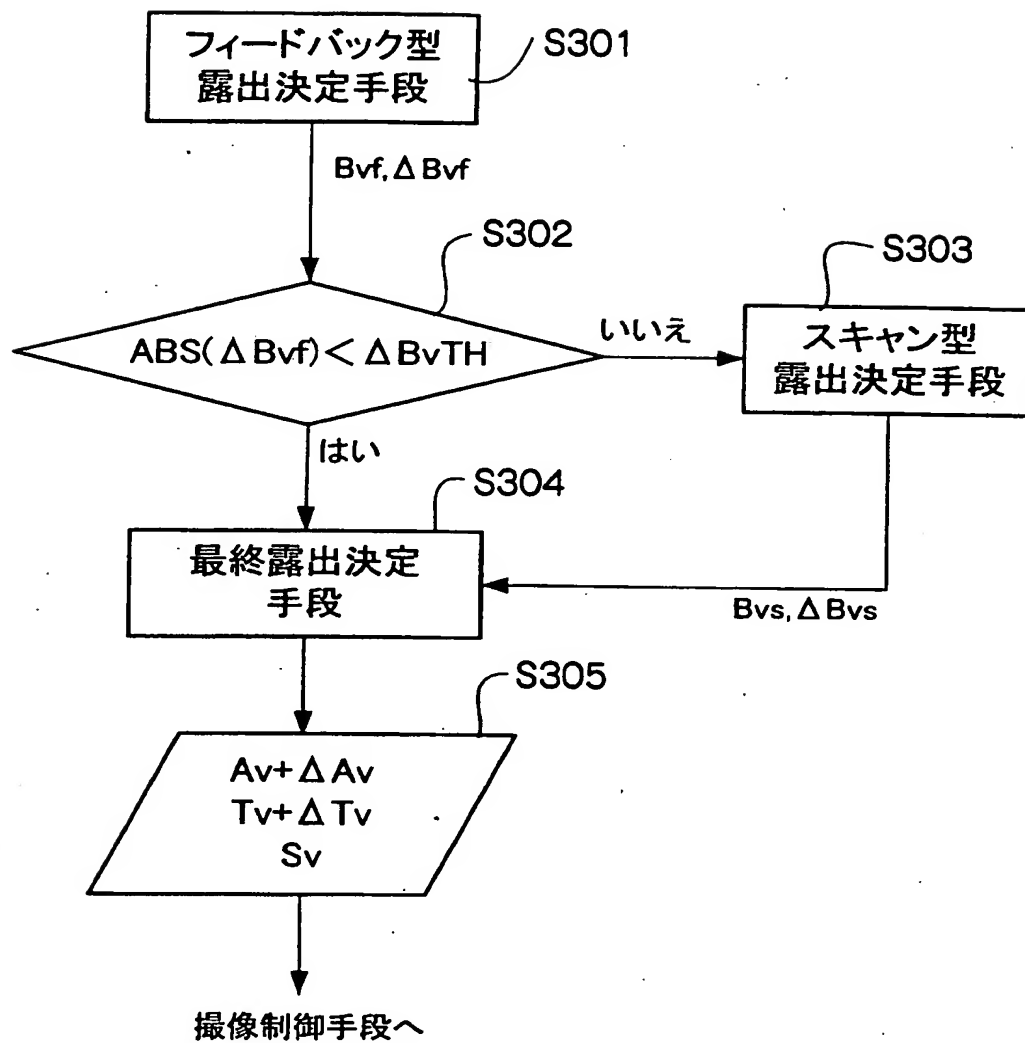 フィードバック型
露出決定手段
S301
Bvf,ΔBvf
S302
ABS(ΔBvf)<ΔBvTH
いいえ
S303
スキャン型
露出決定手段
はい
S304
最終露出決定
手段
Bvs,ΔBvs
S305
Av+ΔAv
Tv+ΔTv
Sv
撮像制御手段へ